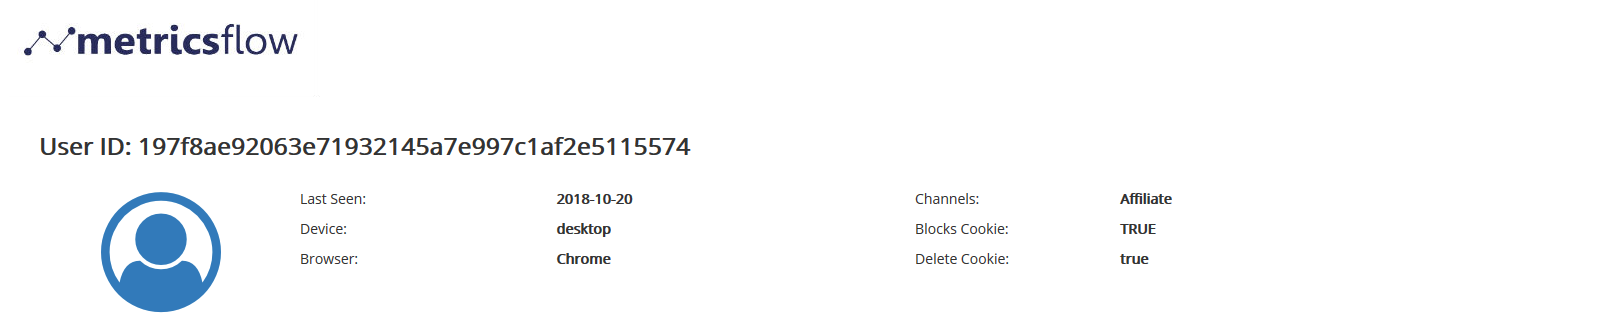 metricsflow
User ID: 197f8ae92063e71932145a7e997c1af2e5115574
Last Seen: 2018-10-20 Channels: Affiliate
Device: desktop Blocks Cookie: TRUE
Browser: Chrome Delete Cookie: true